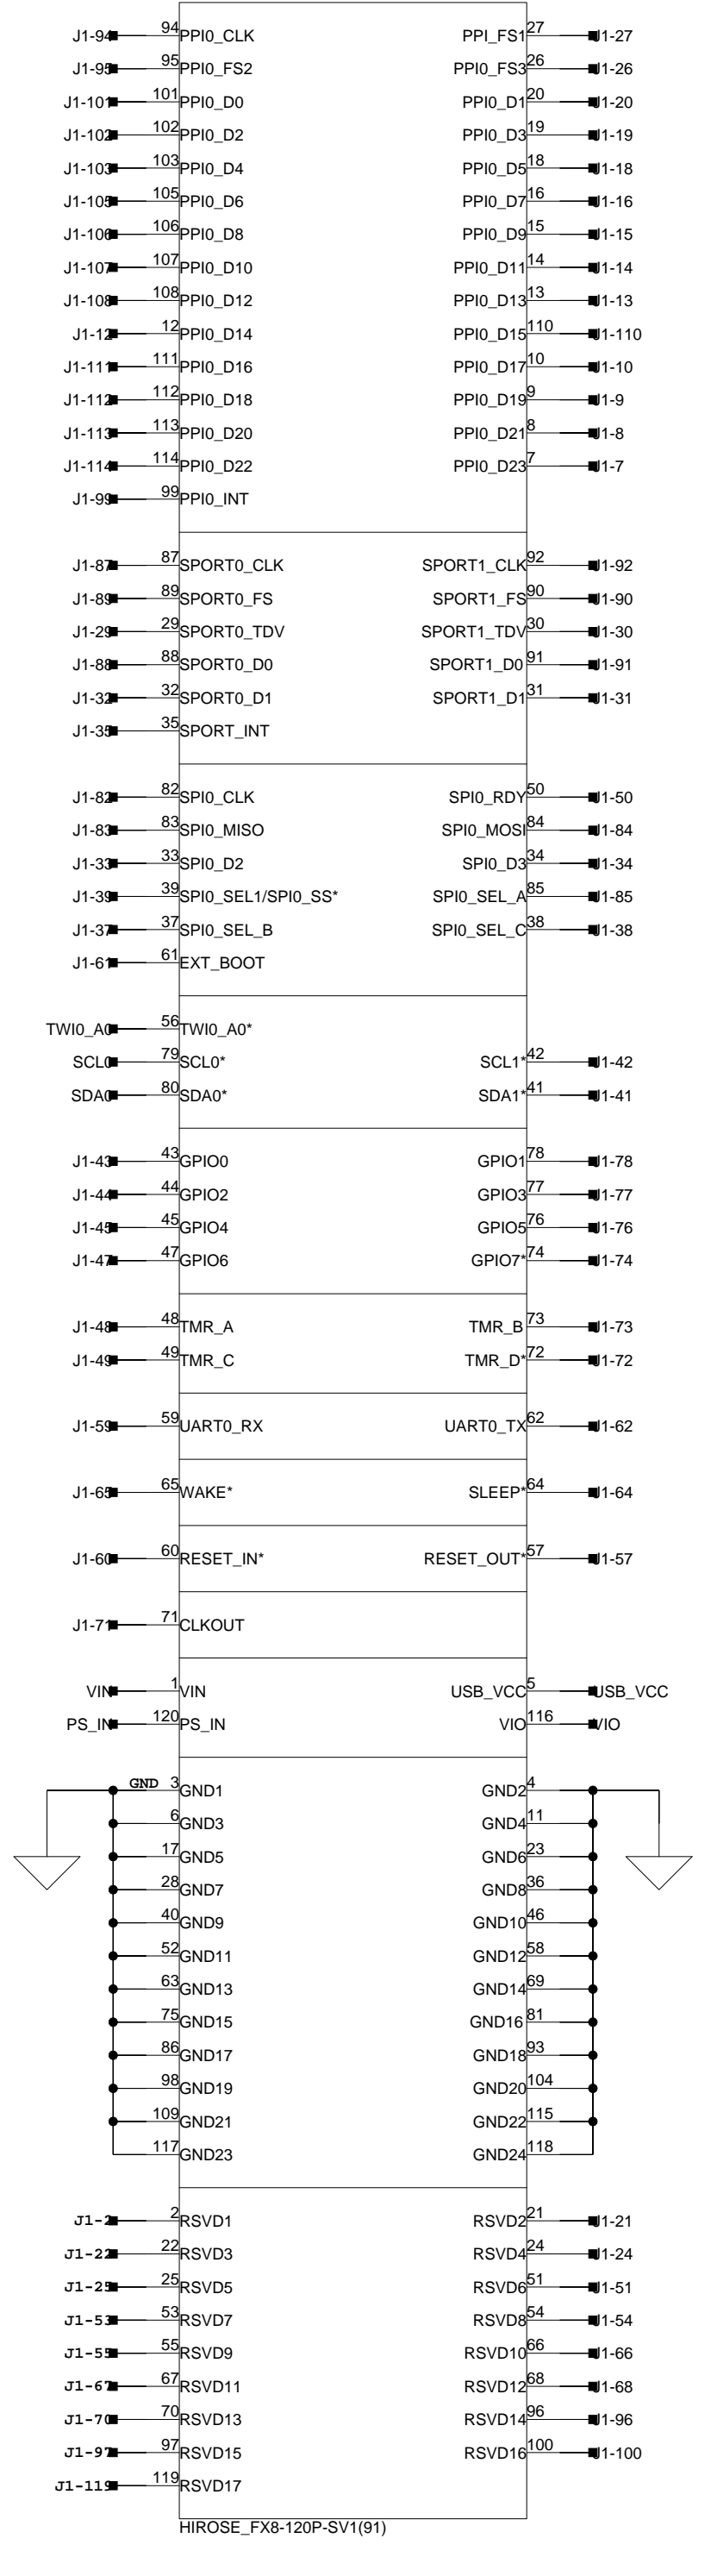 J1-94 94 PPI0_CLK PPI_FS1 27 J1-27
J1-95 95 PPI0_FS2 PPI0_FS3 26 J1-26
J1-101 101 PPI0_D0 PPI0_D1 20 J1-20
J1-102 102 PPI0_D2 PPI0_D3 19 J1-19
J1-103 103 PPI0_D4 PPI0_D5 18 J1-18
J1-105 105 PPI0_D6 PPI0_D7 16 J1-16
J1-106 106 PPI0_D8 PPI0_D9 15 J1-15
J1-107 107 PPI0_D10 PPI0_D11 14 J1-14
J1-108 108 PPI0_D12 PPI0_D13 13 J1-13
J1-12 12 PPI0_D14 PPI0_D15 110 J1-110
J1-111 111 PPI0_D16 PPI0_D17 10 J1-10
J1-112 112 PPI0_D18 PPI0_D19 9 J1-9
J1-113 113 PPI0_D20 PPI0_D21 8 J1-8
J1-114 114 PPI0_D22 PPI0_D23 7 J1-7
J1-99 99 PPI0_INT
J1-87 87 SPORT0_CLK SPORT1_CLK 92 J1-92
J1-89 89 SPORT0_FS SPORT1_FS 90 J1-90
J1-29 29 SPORT0_TDV SPORT1_TDV 30 J1-30
J1-88 88 SPORT0_D0 SPORT1_D0 91 J1-91
J1-32 32 SPORT0_D1 SPORT1_D1 31 J1-31
J1-35 35 SPORT_INT
J1-82 82 SPI0_CLK SPI0_RDY 50 J1-50
J1-83 83 SPI0_MISO SPI0_MOSI 84 J1-84
J1-33 33 SPI0_D2 SPI0_D3 34 J1-34
J1-39 39 SPI0_SEL1/SPI0_SS* SPI0_SEL_A 85 J1-85
J1-37 37 SPI0_SEL_B SPI0_SEL_C 38 J1-38
J1-61 61 EXT_BOOT
TWI0_A0 56 TWI0_A0*
SCL0 79 SCL0* SCL1* 42 J1-42
SDA0 80 SDA0* SDA1* 41 J1-41
J1-43 43 GPIO0 GPIO1 78 J1-78
J1-44 44 GPIO2 GPIO3 77 J1-77
J1-45 45 GPIO4 GPIO5 76 J1-76
J1-47 47 GPIO6 GPIO7* 74 J1-74
J1-48 48 TMR_A TMR_B 73 J1-73
J1-49 49 TMR_C TMR_D* 72 J1-72
J1-59 59 UART0_RX UART0_TX 62 J1-62
J1-65 65 WAKE* SLEEP* 64 J1-64
J1-60 60 RESET_IN* RESET_OUT* 57 J1-57
J1-71 71 CLKOUT
VIN 1 VIN USB_VCC 5 USB_VCC
PS_IN 120 PS_IN VIO 116 VIO
GND 3 GND1 GND2 4
6 GND3 GND4 11
17 GND5 GND6 23
28 GND7 GND8 36
40 GND9 GND10 46
52 GND11 GND12 58
63 GND13 GND14 69
75 GND15 GND16 81
86 GND17 GND18 93
98 GND19 GND20 104
109 GND21 GND22 115
117 GND23 GND24 118
J1-2 2 RSVD1 RSVD2 21 J1-21
J1-22 22 RSVD3 RSVD4 24 J1-24
J1-25 25 RSVD5 RSVD6 51 J1-51
J1-53 53 RSVD7 RSVD8 54 J1-54
J1-55 55 RSVD9 RSVD10 66 J1-66
J1-67 67 RSVD11 RSVD12 68 J1-68
J1-70 70 RSVD13 RSVD14 96 J1-96
J1-97 97 RSVD15 RSVD16 100 J1-100
J1-119 119 RSVD17
HIROSE_FX8-120P-SV1(91)